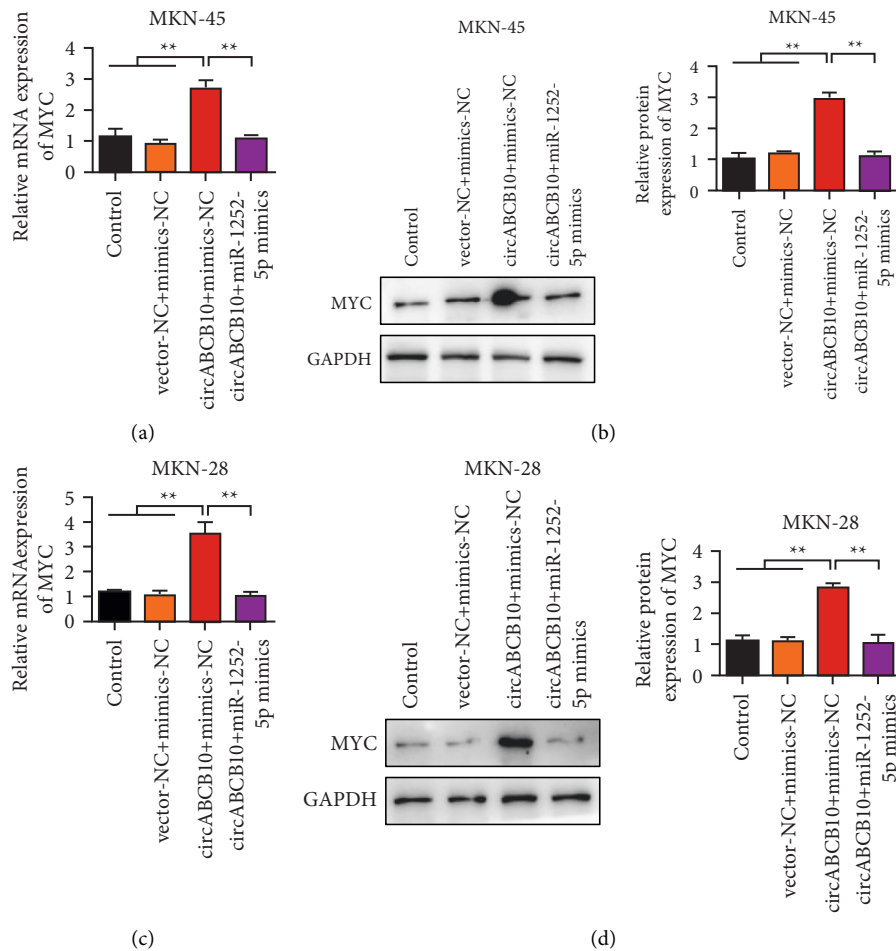 (a)
MKN-45
Relative mRNA expression
of MYC
4
3
2
1
0
**
**
Control
vector-NC+mimics-NC
circABCB10+mimics-NC
circABCB10+miR-1252-
5p mimics
MKN-45
Control
vector-NC+mimics-NC
circABCB10+mimics-NC
circABCB10+miR-1252-
5p mimics
MYC
GAPDH
MKN-45
Relative protein
expression of MYC
4
3
2
1
0
**
**
Control
vector-NC+mimics-NC
circABCB10+mimics-NC
circABCB10+miR-1252-
5p mimics
(b)
MKN-28
Relative mRNAexpression
of MYC
5
4
3
2
1
0
**
**
Control
vector-NC+mimics-NC
circABCB10+mimics-NC
circABCB10+miR-1252-
5p mimics
(c)
MKN-28
Control
vector-NC+mimics-NC
circABCB10+mimics-NC
circABCB10+miR-1252-
5p mimics
MYC
GAPDH
MKN-28
Relative protein
expression of MYC
4
3
2
1
0
**
**
Control
vector-NC+mimics-NC
circABCB10+mimics-NC
circABCB10+miR-1252-
5p mimics
(d)